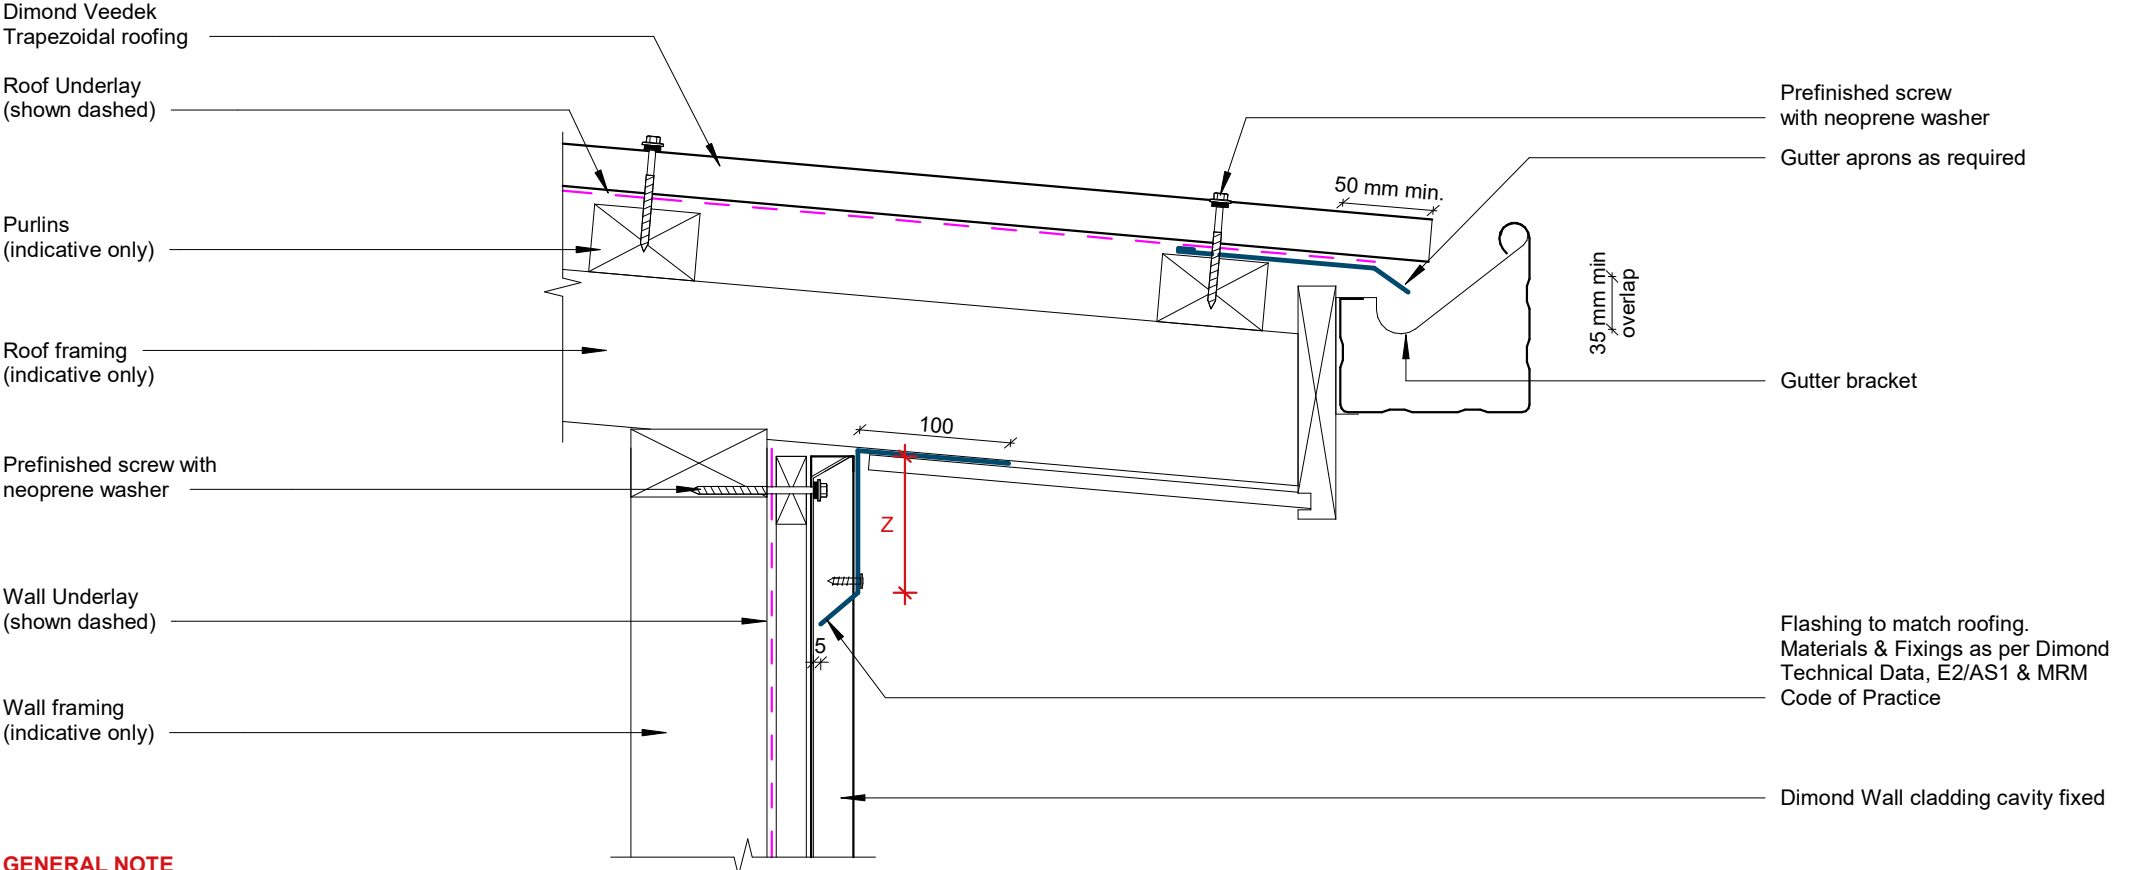 Dimond Veedek
Trapezoidal roofing
Roof Underlay
(shown dashed)
Purlins
(indicative only)
Roof framing
(indicative only)
Prefinished screw with
neoprene washer
Wall Underlay
(shown dashed)
Wall framing
(indicative only)
GENERAL NOTE
50 mm min.
100
Z
5
35 mm min
overlap
Prefinished screw
with neoprene washer
Gutter aprons as required
Gutter bracket
Flashing to match roofing.
Materials & Fixings as per Dimond
Technical Data, E2/AS1 & MRM
Code of Practice
Dimond Wall cladding cavity fixed